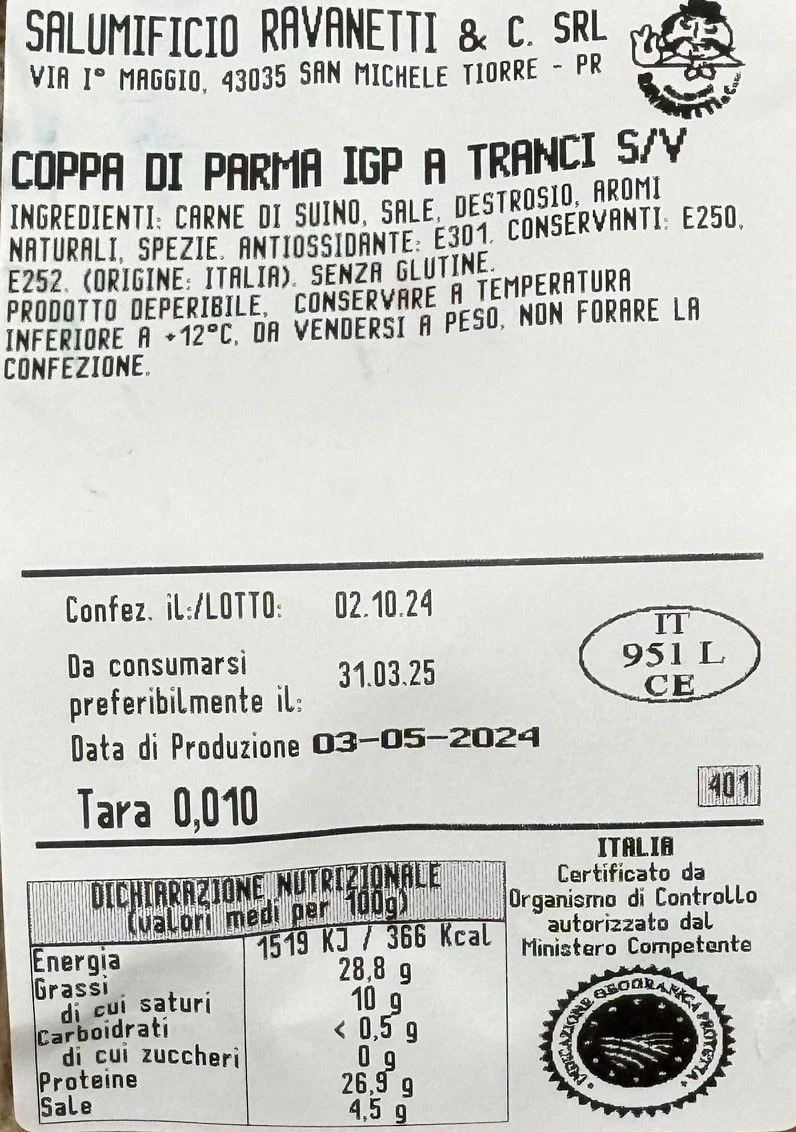 SALUMIFICIO RAVANETTI & C. SRL
VIA I° MAGGIO, 43035 SAN MICHELE TIORRE - PR
COPPA DI PARMA IGP A TRANCI S/V
INGREDIENTI: CARNE DI SUINO, SALE, DESTROSIO, AROMI
NATURALI, SPEZIE. ANTIOSSIDANTE: E301. CONSERVANTI: E250,
E252. (ORIGINE: ITALIA). SENZA GLUTINE.
PRODOTTO DEPERIBILE, CONSERVARE A TEMPERATURA
INFERIORE A +12°C, DA VENDERSI A PESO, NON FORARE LA
CONFEZIONE.
Confez. il:/LOTTO: 02.10.24
Da consumarsi
preferibilmente il: 31.03.25
Data di Produzione 03-05-2024
Tara 0,010
IT
951 L
CE
401
DICHIARAZIONE NUTRIZIONALE
(valori medi per 100g)
Energia 1519 KJ / 366 Kcal
Grassi 28,8 g
di cui saturi 10 g
Carboidrati < 0,5 g
di cui zuccheri 0 g
Proteine 26,9 g
Sale 4,5 g
ITALIA
Certificato da
Organismo di Controllo
autorizzato dal
Ministero Competente
INDICAZIONE GEOGRAFICA PROTETTA